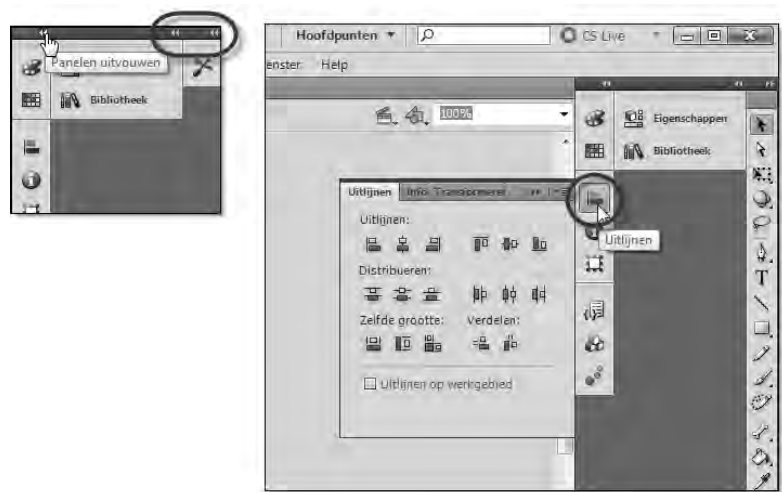 Panelen uitvouwen
Bibliotheek
Hoofdpunten
CS Live
enster Help
100%
Eigenschappen
Bibliotheek
Uitlijnen Info Transformeren
Uitlijnen
Uitlijnen:
Distribueren:
Zelfde grootte: Verdelen:
Uitlijnen op werkgebied
T